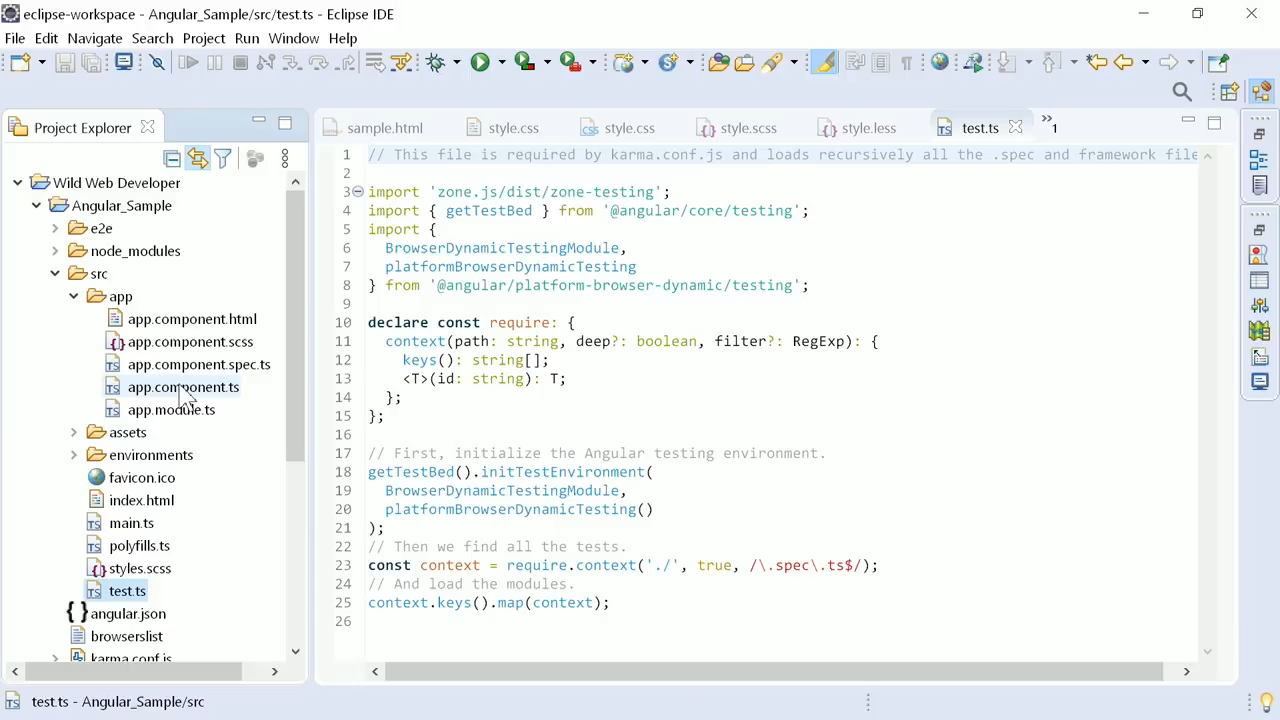 eclipse-workspace - Angular_Sample/src/test.ts - Eclipse IDE
File Edit Navigate Search Project Run Window Help
Project Explorer
Wild Web Developer
Angular_Sample
e2e
node_modules
src
app
app.component.html
app.component.scss
app.component.spec.ts
app.component.ts
app.module.ts
assets
environments
favicon.ico
index.html
main.ts
polyfills.ts
styles.scss
test.ts
angular.json
browserslist
karma.conf.js
sample.html style.css style.css style.scss style.less test.ts »1
1 // This file is required by karma.conf.js and loads recursively all the .spec and framework file
2
3 import 'zone.js/dist/zone-testing';
4 import { getTestBed } from '@angular/core/testing';
5 import {
6 BrowserDynamicTestingModule,
7 platformBrowserDynamicTesting
8 } from '@angular/platform-browser-dynamic/testing';
9
10 declare const require: {
11 context(path: string, deep?: boolean, filter?: RegExp): {
12 keys(): string[];
13 <T>(id: string): T;
14 };
15 };
16
17 // First, initialize the Angular testing environment.
18 getTestBed().initTestEnvironment(
19 BrowserDynamicTestingModule,
20 platformBrowserDynamicTesting()
21 );
22 // Then we find all the tests.
23 const context = require.context('./', true, /\.spec\.ts$/);
24 // And load the modules.
25 context.keys().map(context);
26
test.ts - Angular_Sample/src